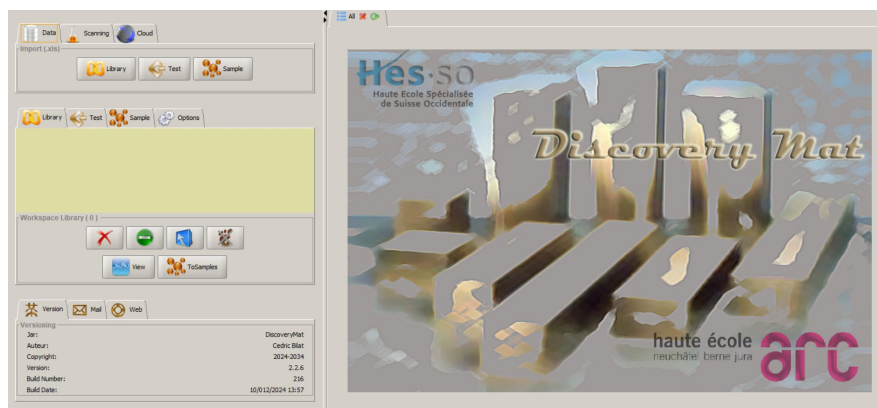 Data Scanning Cloud
Import (.xls)
Library Test Sample
Library Test Sample Options
Workspace Library ( 0 )
View ToSamples
Version Mail Web
Versioning
Jar: DiscoveryMat
Auteur: Cedric Bilat
Copyright: 2024-2034
Version: 2.2.6
Build Number: 216
Build Date: 10/012/2024 13:57
All
Hes·so
Haute Ecole Spécialisée
de Suisse Occidentale
Discovery Mat
haute école
neuchâtel berne jura
arc